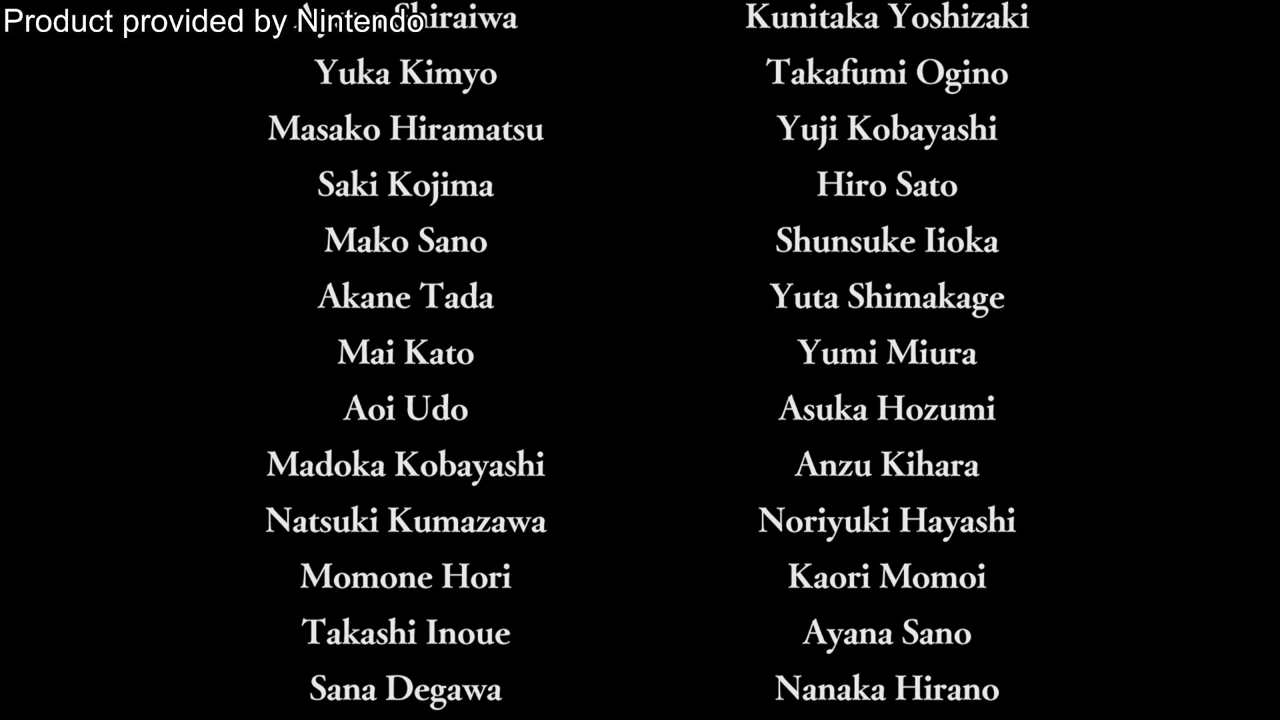 Product provided by Nintendo
Shiraiwa
Kunitaka Yoshizaki
Yuka Kimyo
Takafumi Ogino
Masako Hiramatsu
Yuji Kobayashi
Saki Kojima
Hiro Sato
Mako Sano
Shunsuke Iioka
Akane Tada
Yuta Shimakage
Mai Kato
Yumi Miura
Aoi Udo
Asuka Hozumi
Madoka Kobayashi
Anzu Kihara
Natsuki Kumazawa
Noriyuki Hayashi
Momone Hori
Kaori Momoi
Takashi Inoue
Ayana Sano
Sana Degawa
Nanaka Hirano